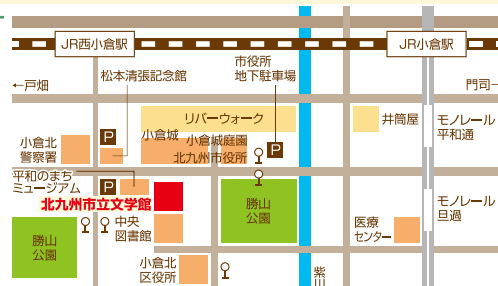 JR西小倉駅
JR小倉駅
←戸畑
松本清張記念館
市役所
地下駐車場
門司→
リバーウォーク
井筒屋
モノレール
平和通
小倉北
警察署
P
小倉城
小倉城庭園
北九州市役所
P
平和のまち
ミュージアム
P
北九州市立文学館
勝山
公園
モノレール
旦過
勝山
公園
中央
図書館
医療
センター
小倉北
区役所
紫川